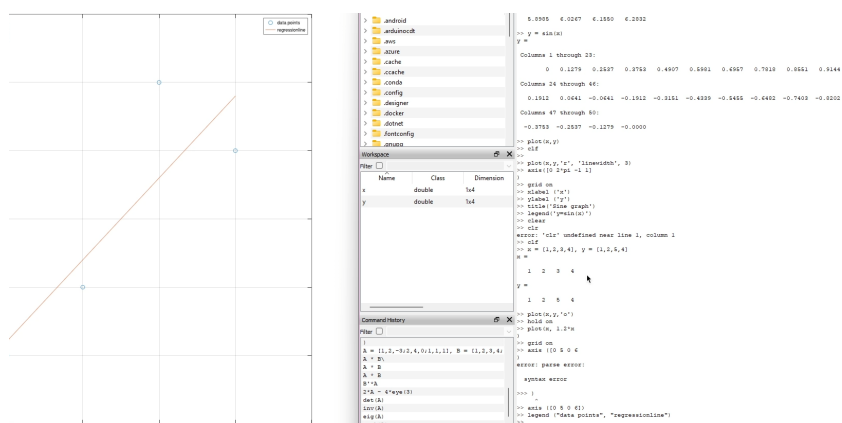 data points
regressionline
.android
.arduinocdt
.aws
.azure
.cache
.ccache
.conda
.config
.designer
.docker
.dotnet
.fontconfig
.gnupg
Workspace
Filter
Name Class Dimension
x double 1x4
y double 1x4
Command History
Filter
)
A = [1,2,-3;2,4,0;1,1,1], B = [1,2,3,4;
A * B\
A * B
A * B
B'*A
2*A - 4*eye(3)
det(A)
inv(A)
eig(A)
5.8985 6.0267 6.1550 6.2832
>> y = sin(x)
y =
Columns 1 through 23:
0 0.1279 0.2537 0.3753 0.4907 0.5981 0.6957 0.7818 0.8551 0.9144
Columns 24 through 46:
0.1912 0.0641 -0.0641 -0.1912 -0.3151 -0.4339 -0.5455 -0.6482 -0.7403 -0.8202
Columns 47 through 50:
-0.3753 -0.2537 -0.1279 -0.0000
>> plot(x,y)
>> clf
>>
>> plot(x,y,'r', 'linewidth', 3)
>> axis([0 2*pi -1 1]
)
>> grid on
>> xlabel ('x')
>> ylabel ('y')
>> title('Sine graph')
>> legend('y=sin(x)')
>> clear
>> clr
error: 'clr' undefined near line 1, column 1
>> clf
>> x = [1,2,3,4], y = [1,2,5,4]
x =
1 2 3 4
y =
1 2 5 4
>> plot(x,y,'o')
>> hold on
>> plot(x, 1.2*x
)
>> grid on
>> axis ([0 5 0 6
)
error: parse error:
syntax error
>>> )
^
>> axis ([0 5 0 6])
>> legend ("data points", "regressionline")
>>